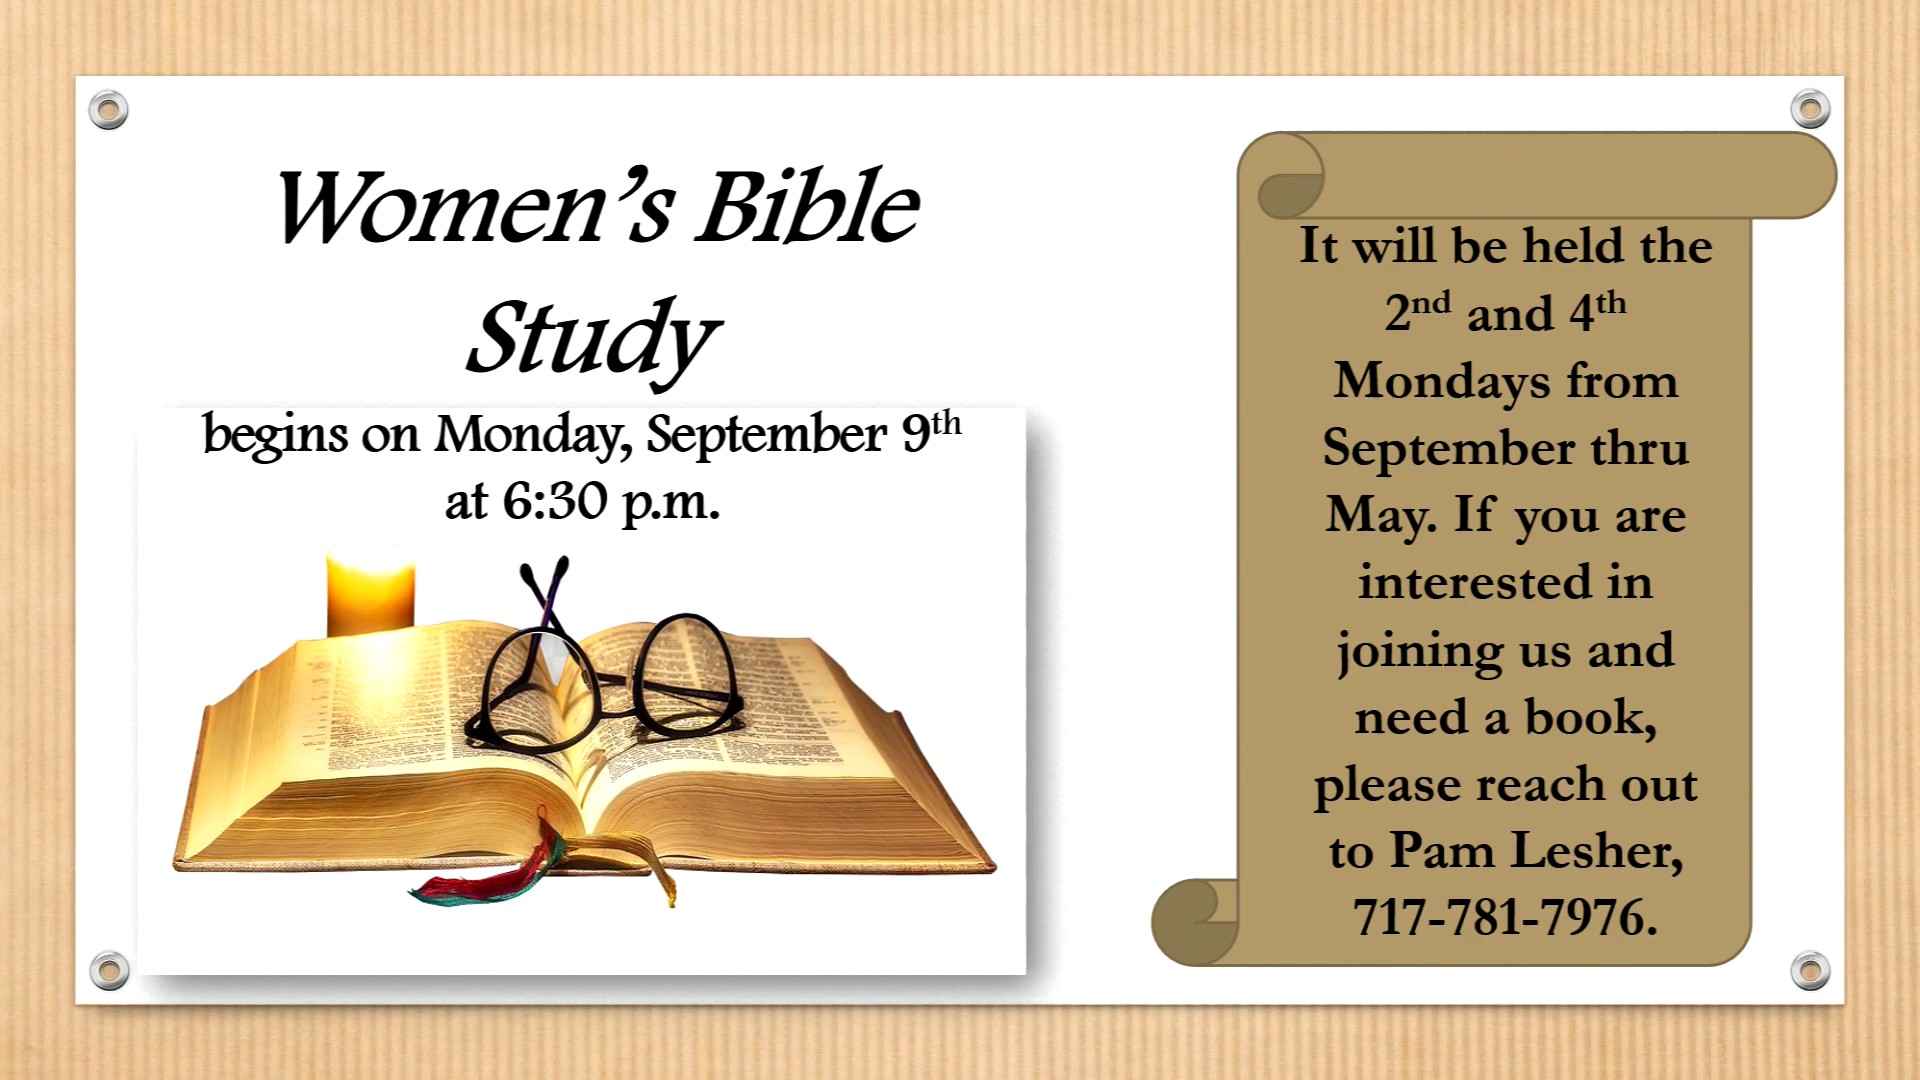 Women's Bible
Study
begins on Monday, September 9th
at 6:30 p.m.
It will be held the
2nd and 4th
Mondays from
September thru
May. If you are
interested in
joining us and
need a book,
please reach out
to Pam Lesher,
717-781-7976.